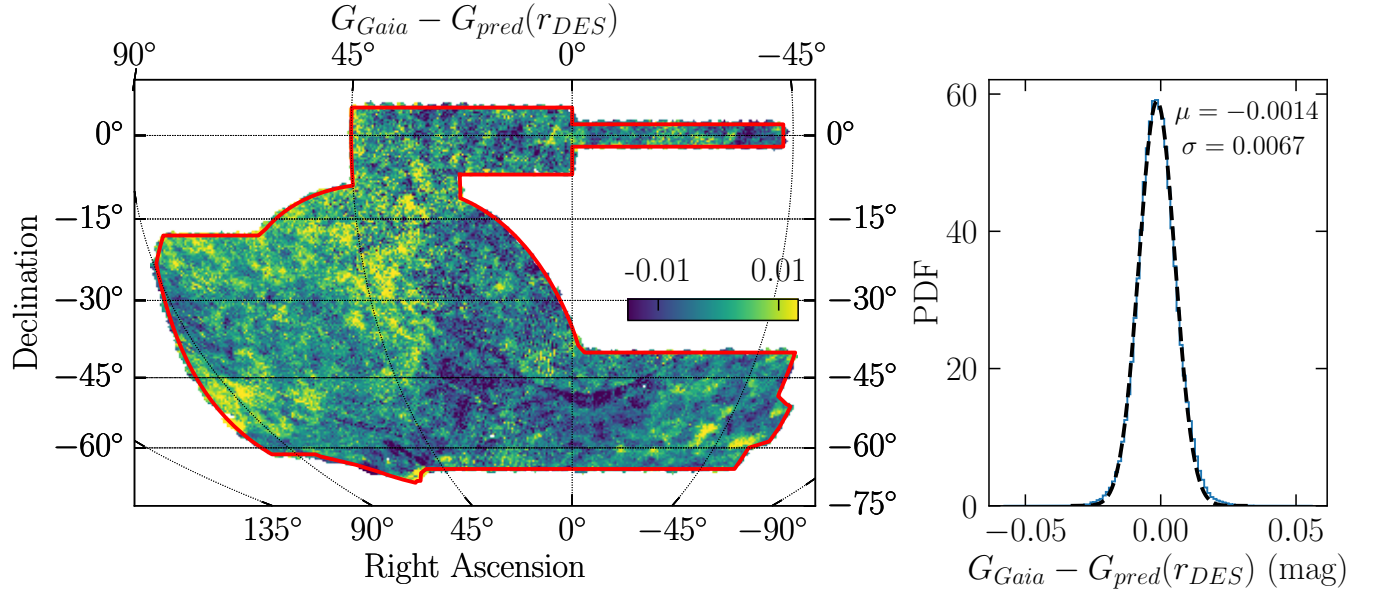 G_Gaia − G_pred(r_DES)
90° 45° 0° −45°
0° 0°
−15° −15°
-0.01 0.01
−30° −30°
−45° −45°
−60° −60°
−75°
135° 90° 45° 0° −45° −90°
Declination
Right Ascension
60
μ = −0.0014
σ = 0.0067
40
20
0
PDF
−0.05 0.00 0.05
G_Gaia − G_pred(r_DES) (mag)